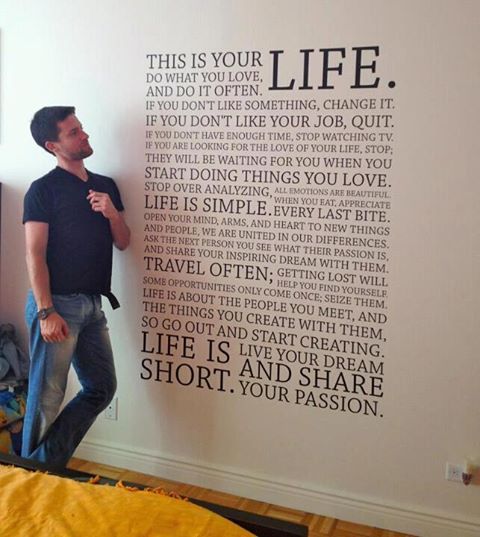 THIS IS YOUR LIFE.
DO WHAT YOU LOVE,
AND DO IT OFTEN.
IF YOU DON'T LIKE SOMETHING, CHANGE IT.
IF YOU DON'T LIKE YOUR JOB, QUIT.
IF YOU DON'T HAVE ENOUGH TIME, STOP WATCHING TV.
IF YOU ARE LOOKING FOR THE LOVE OF YOUR LIFE, STOP;
THEY WILL BE WAITING FOR YOU WHEN YOU
START DOING THINGS YOU LOVE.
STOP OVER ANALYZING, ALL EMOTIONS ARE BEAUTIFUL.
WHEN YOU EAT, APPRECIATE
LIFE IS SIMPLE. EVERY LAST BITE.
OPEN YOUR MIND, ARMS, AND HEART TO NEW THINGS
AND PEOPLE, WE ARE UNITED IN OUR DIFFERENCES.
ASK THE NEXT PERSON YOU SEE WHAT THEIR PASSION IS,
AND SHARE YOUR INSPIRING DREAM WITH THEM.
TRAVEL OFTEN; GETTING LOST WILL
HELP YOU FIND YOURSELF.
SOME OPPORTUNITIES ONLY COME ONCE; SEIZE THEM.
LIFE IS ABOUT THE PEOPLE YOU MEET, AND
THE THINGS YOU CREATE WITH THEM,
SO GO OUT AND START CREATING.
LIFE IS
SHORT.
LIVE YOUR DREAM
AND SHARE
YOUR PASSION.